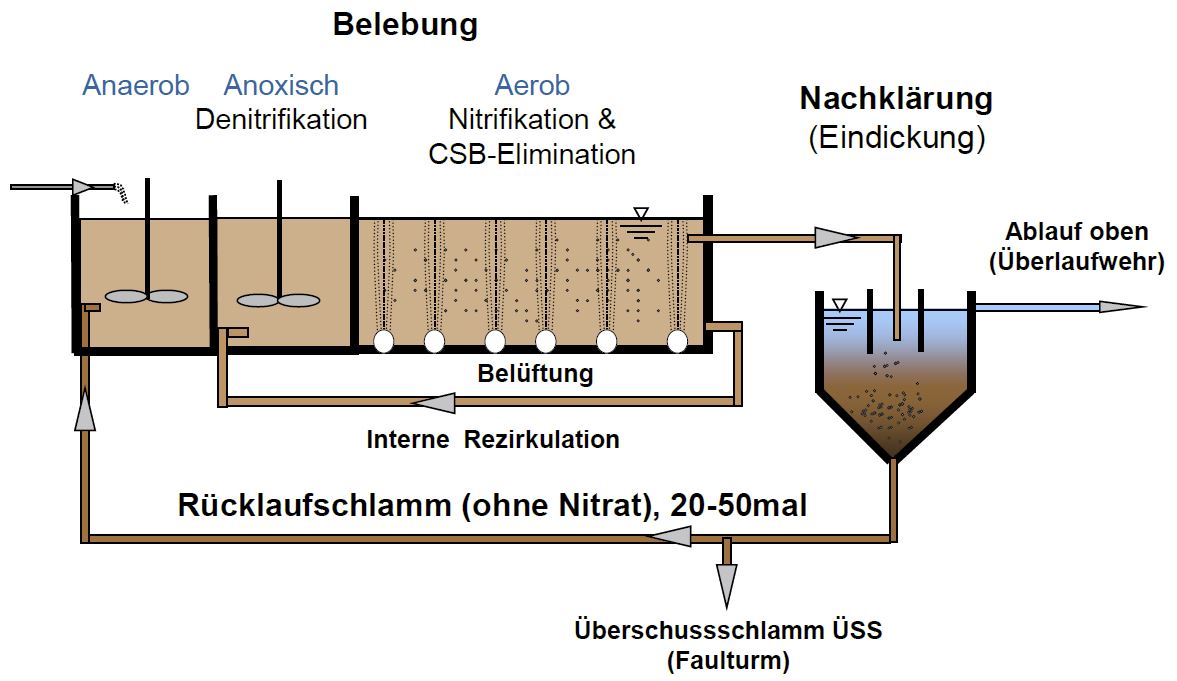 Belebung
Anaerob
Anoxisch
Denitrifikation
Aerob
Nitrifikation &
CSB-Elimination
Nachklärung
(Eindickung)
Ablauf oben
(Überlaufwehr)
Belüftung
Interne Rezirkulation
Rücklaufschlamm (ohne Nitrat), 20-50mal
Überschussschlamm ÜSS
(Faulturm)